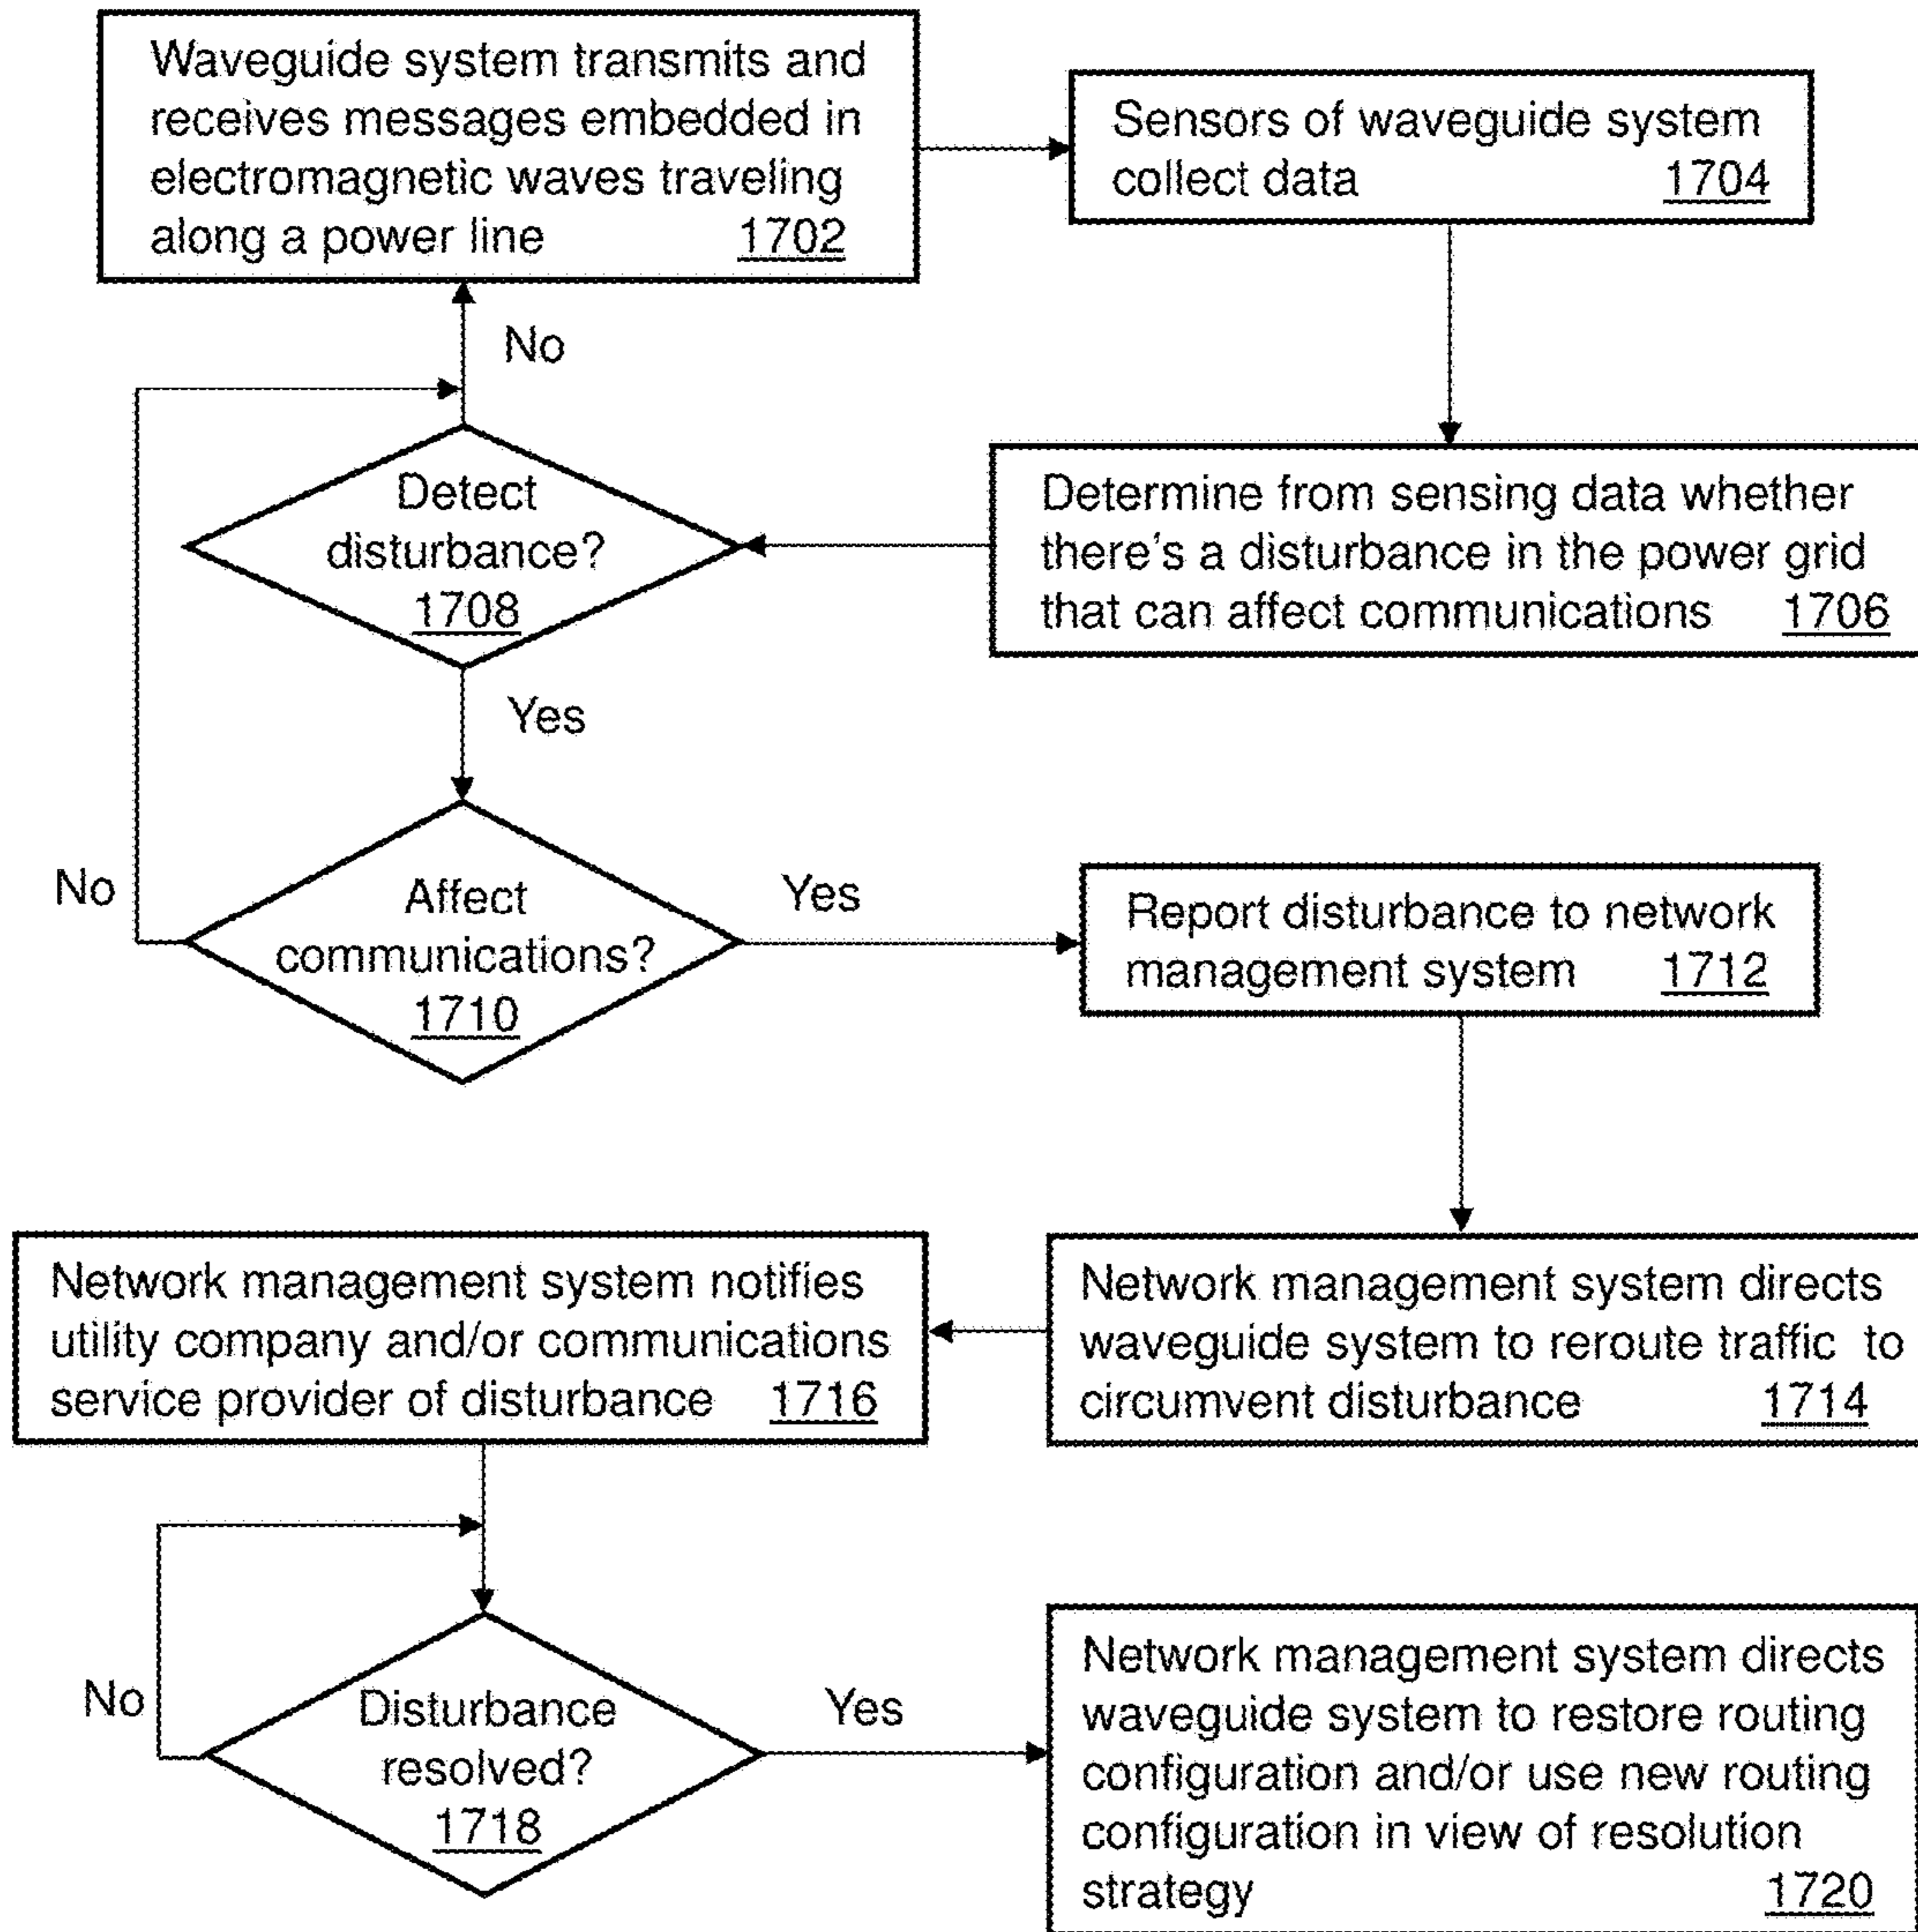 Waveguide system transmits and
receives messages embedded in
electromagnetic waves traveling
along a power line 1702
Sensors of waveguide system
collect data 1704
No
Detect
disturbance?
1708
Determine from sensing data whether
there's a disturbance in the power grid
that can affect communications 1706
Yes
No
Affect
communications?
1710
Yes
Report disturbance to network
management system 1712
Network management system directs
waveguide system to reroute traffic to
circumvent disturbance 1714
Network management system notifies
utility company and/or communications
service provider of disturbance 1716
No
Disturbance
resolved?
1718
Yes
Network management system directs
waveguide system to restore routing
configuration and/or use new routing
configuration in view of resolution
strategy 1720